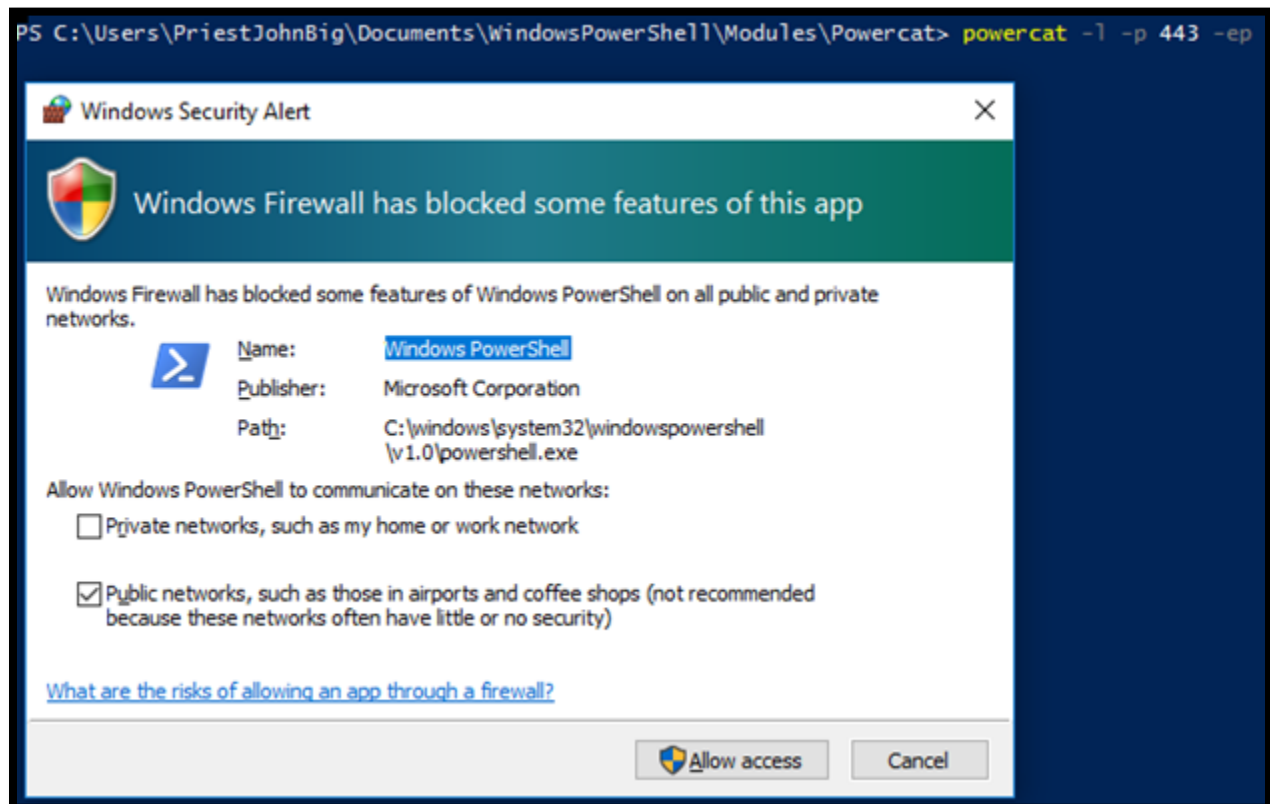 PS C:\Users\PriestJohnBig\Documents\WindowsPowerShell\Modules\Powercat> powercat -l -p 443 -ep
Windows Security Alert
Windows Firewall has blocked some features of this app
Windows Firewall has blocked some features of Windows PowerShell on all public and private
networks.
Name: Windows PowerShell
Publisher: Microsoft Corporation
Path: C:\windows\system32\windowspowershell
\v1.0\powershell.exe
Allow Windows PowerShell to communicate on these networks:
Private networks, such as my home or work network
Public networks, such as those in airports and coffee shops (not recommended
because these networks often have little or no security)
What are the risks of allowing an app through a firewall?
Allow access Cancel